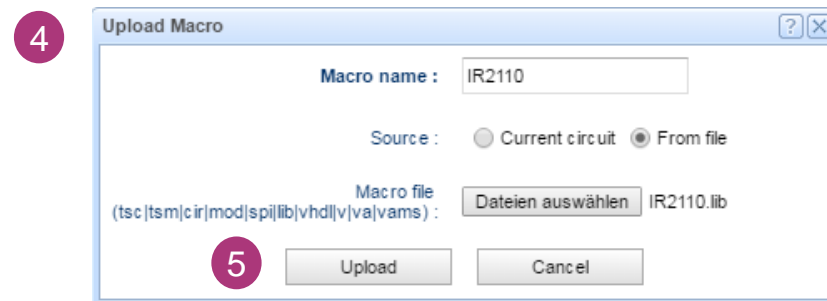 4
Upload Macro ? X
Macro name : IR2110
Source : Current circuit From file
Macro file
(tsc|tsm|cir|mod|spi|lib|vhdl|v|va|vams) : Dateien auswählen IR2110.lib
5 Upload Cancel